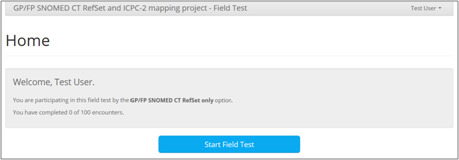 GP/FP SNOMED CT RefSet and ICPC-2 mapping project - Field Test
Test User
Home
Welcome, Test User.
You are participating in this field test by the GP/FP SNOMED CT RefSet only option.
You have completed 0 of 100 encounters.
Start Field Test